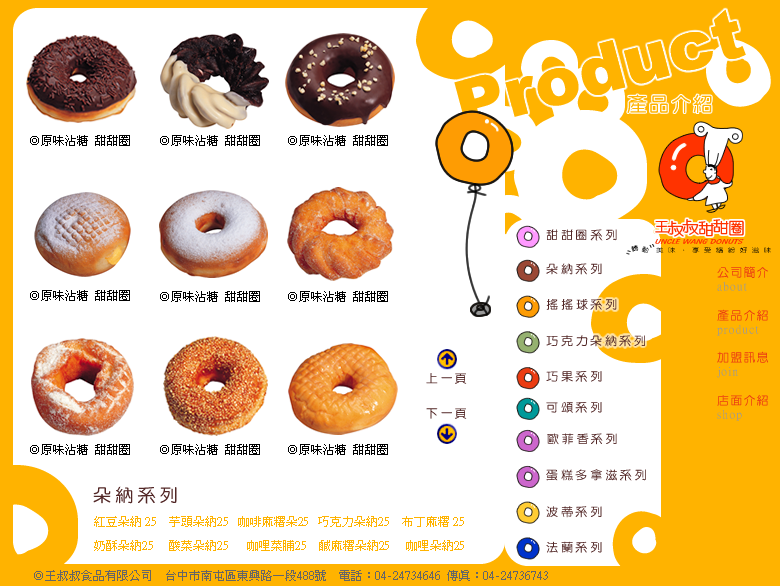 Product
產品介紹
◎原味沾糖 甜甜圈 ◎原味沾糖 甜甜圈 ◎原味沾糖 甜甜圈
◎原味沾糖 甜甜圈 ◎原味沾糖 甜甜圈 ◎原味沾糖 甜甜圈
◎原味沾糖 甜甜圈 ◎原味沾糖 甜甜圈 ◎原味沾糖 甜甜圈
上一頁
下一頁
甜甜圈系列
朵納系列
搖搖球系列
巧克力朵納系列
巧果系列
可頌系列
歐菲香系列
蛋糕多拿滋系列
波蒂系列
法蘭系列
王叔叔甜甜圈
UNCLE WANG DONUTS
繽紛美味‧享受繽紛好滋味
公司簡介
about
產品介紹
product
加盟訊息
join
店面介紹
shop
朵納系列
紅豆朵納 25 芋頭朵納25 咖啡麻糬朵25 巧克力朵納25 布丁麻糬 25
奶酥朵納25 酸菜朵納25 咖哩菜脯25 鹹麻糬朵納25 咖哩朵納25
◎王叔叔食品有限公司 台中市南屯區東興路一段488號 電話：04-24734646 傳真：04-24736743